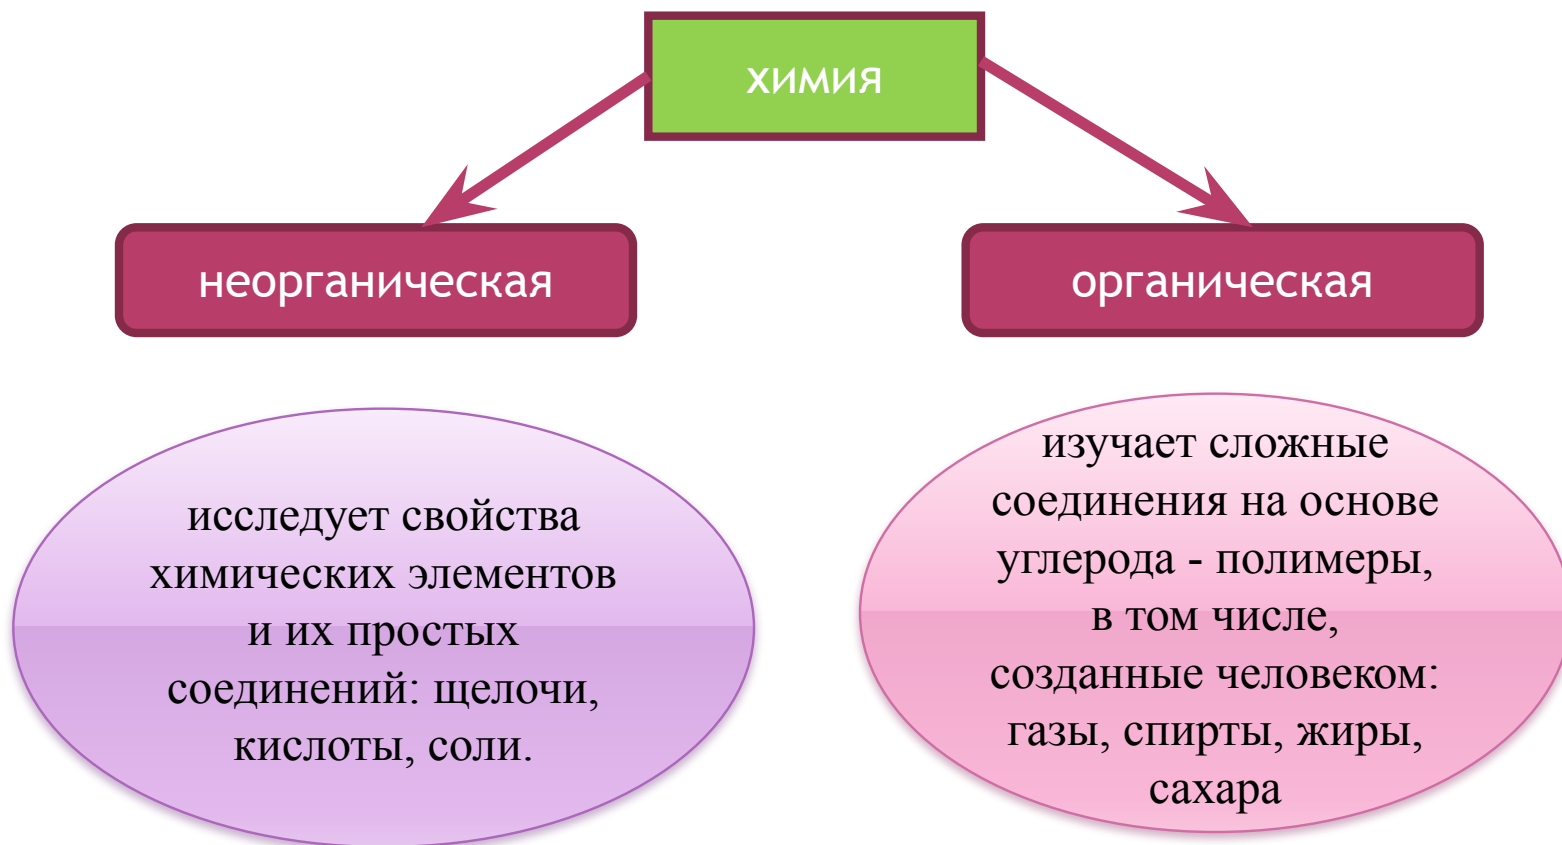 химия
неорганическая
органическая
исследует свойства
химических элементов
и их простых
соединений: щелочи,
кислоты, соли.
изучает сложные
соединения на основе
углерода - полимеры,
в том числе,
созданные человеком:
газы, спирты, жиры,
сахара